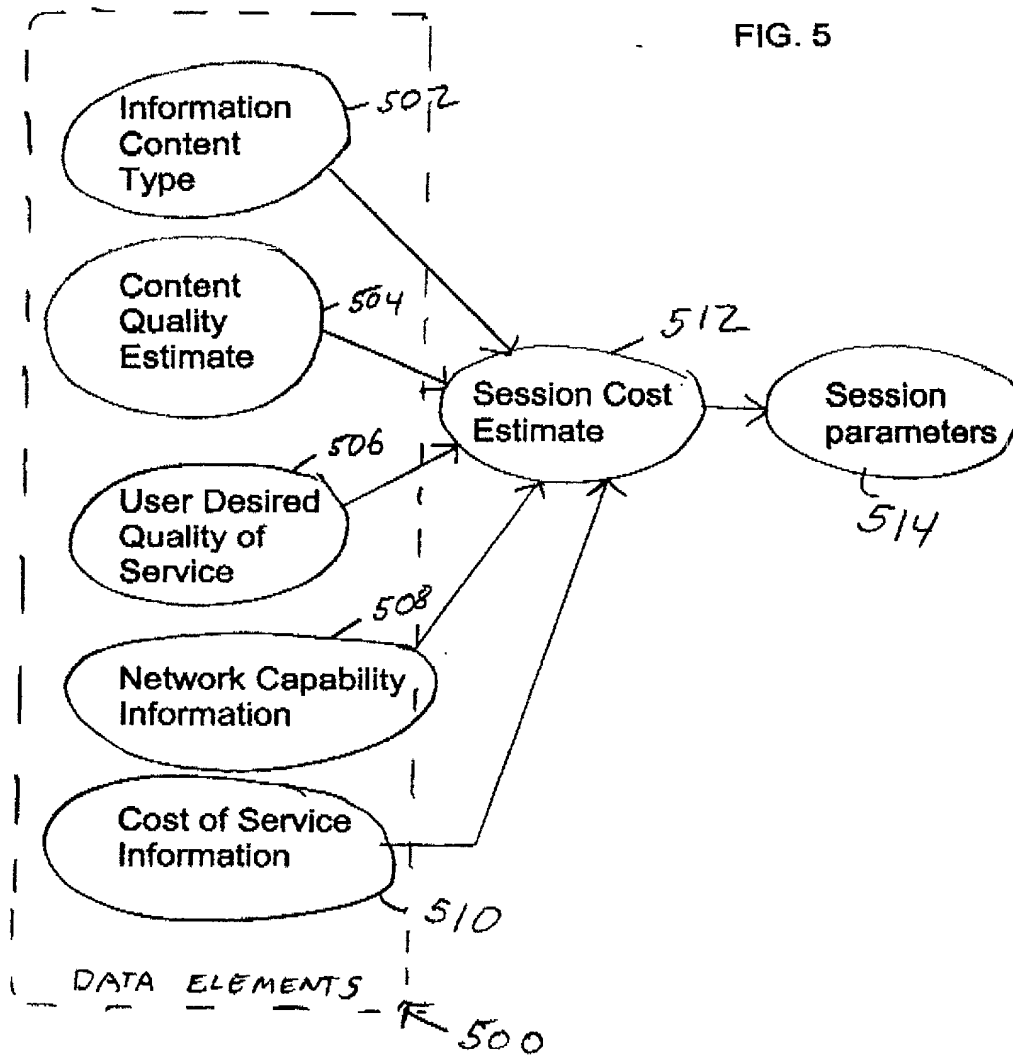 FIG. 5
502
Information
Content
Type
504
Content
Quality
Estimate
512
Session Cost
Estimate
Session
parameters
514
506
User Desired
Quality of
Service
508
Network Capability
Information
Cost of Service
Information
510
DATA ELEMENTS
500